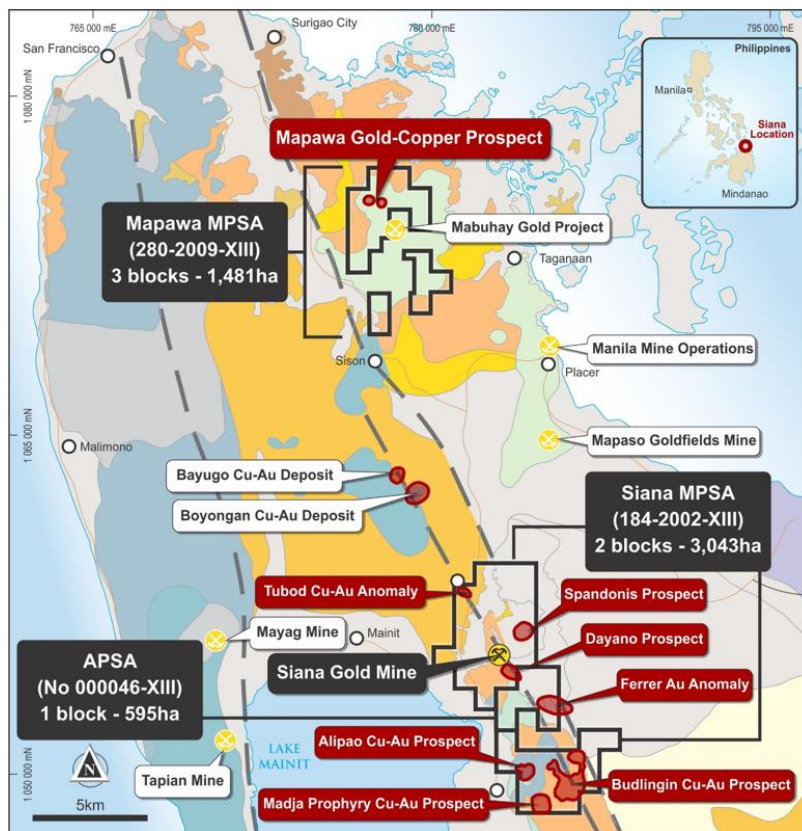 765 000 mE
780 000 mE
795 000 mE
1 080 000 mN
1 065 000 mN
1 050 000 mN
San Francisco
Surigao City
Philippines
Manila
Siana
Location
Mindanao
Mapawa Gold-Copper Prospect
Mapawa MPSA
(280-2009-XIII)
3 blocks - 1,481ha
Mabuhay Gold Project
Taganaan
Manila Mine Operations
Sison
Placer
Malimono
Mapaso Goldfields Mine
Bayugo Cu-Au Deposit
Boyongan Cu-Au Deposit
Siana MPSA
(184-2002-XIII)
2 blocks - 3,043ha
Tubod Cu-Au Anomaly
Spandonis Prospect
Mayag Mine
Mainit
Dayano Prospect
APSA
(No 000046-XIII)
1 block - 595ha
Siana Gold Mine
Ferrer Au Anomaly
Alipao Cu-Au Prospect
LAKE
MAINIT
Tapian Mine
Budlingin Cu-Au Prospect
Madja Prophyry Cu-Au Prospect
N
5km